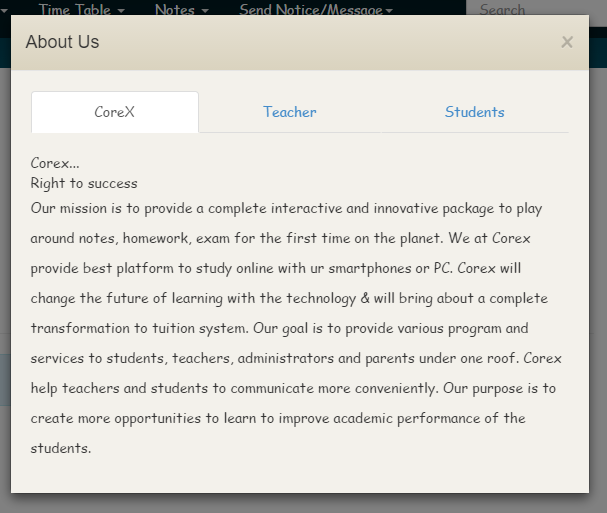 Time Table Notes Send Notice/Message Search
About Us ×
CoreX Teacher Students
Corex...
Right to success
Our mission is to provide a complete interactive and innovative package to play
around notes, homework, exam for the first time on the planet. We at Corex
provide best platform to study online with ur smartphones or PC. Corex will
change the future of learning with the technology & will bring about a complete
transformation to tuition system. Our goal is to provide various program and
services to students, teachers, administrators and parents under one roof. Corex
help teachers and students to communicate more conveniently. Our purpose is to
create more opportunities to learn to improve academic performance of the
students.